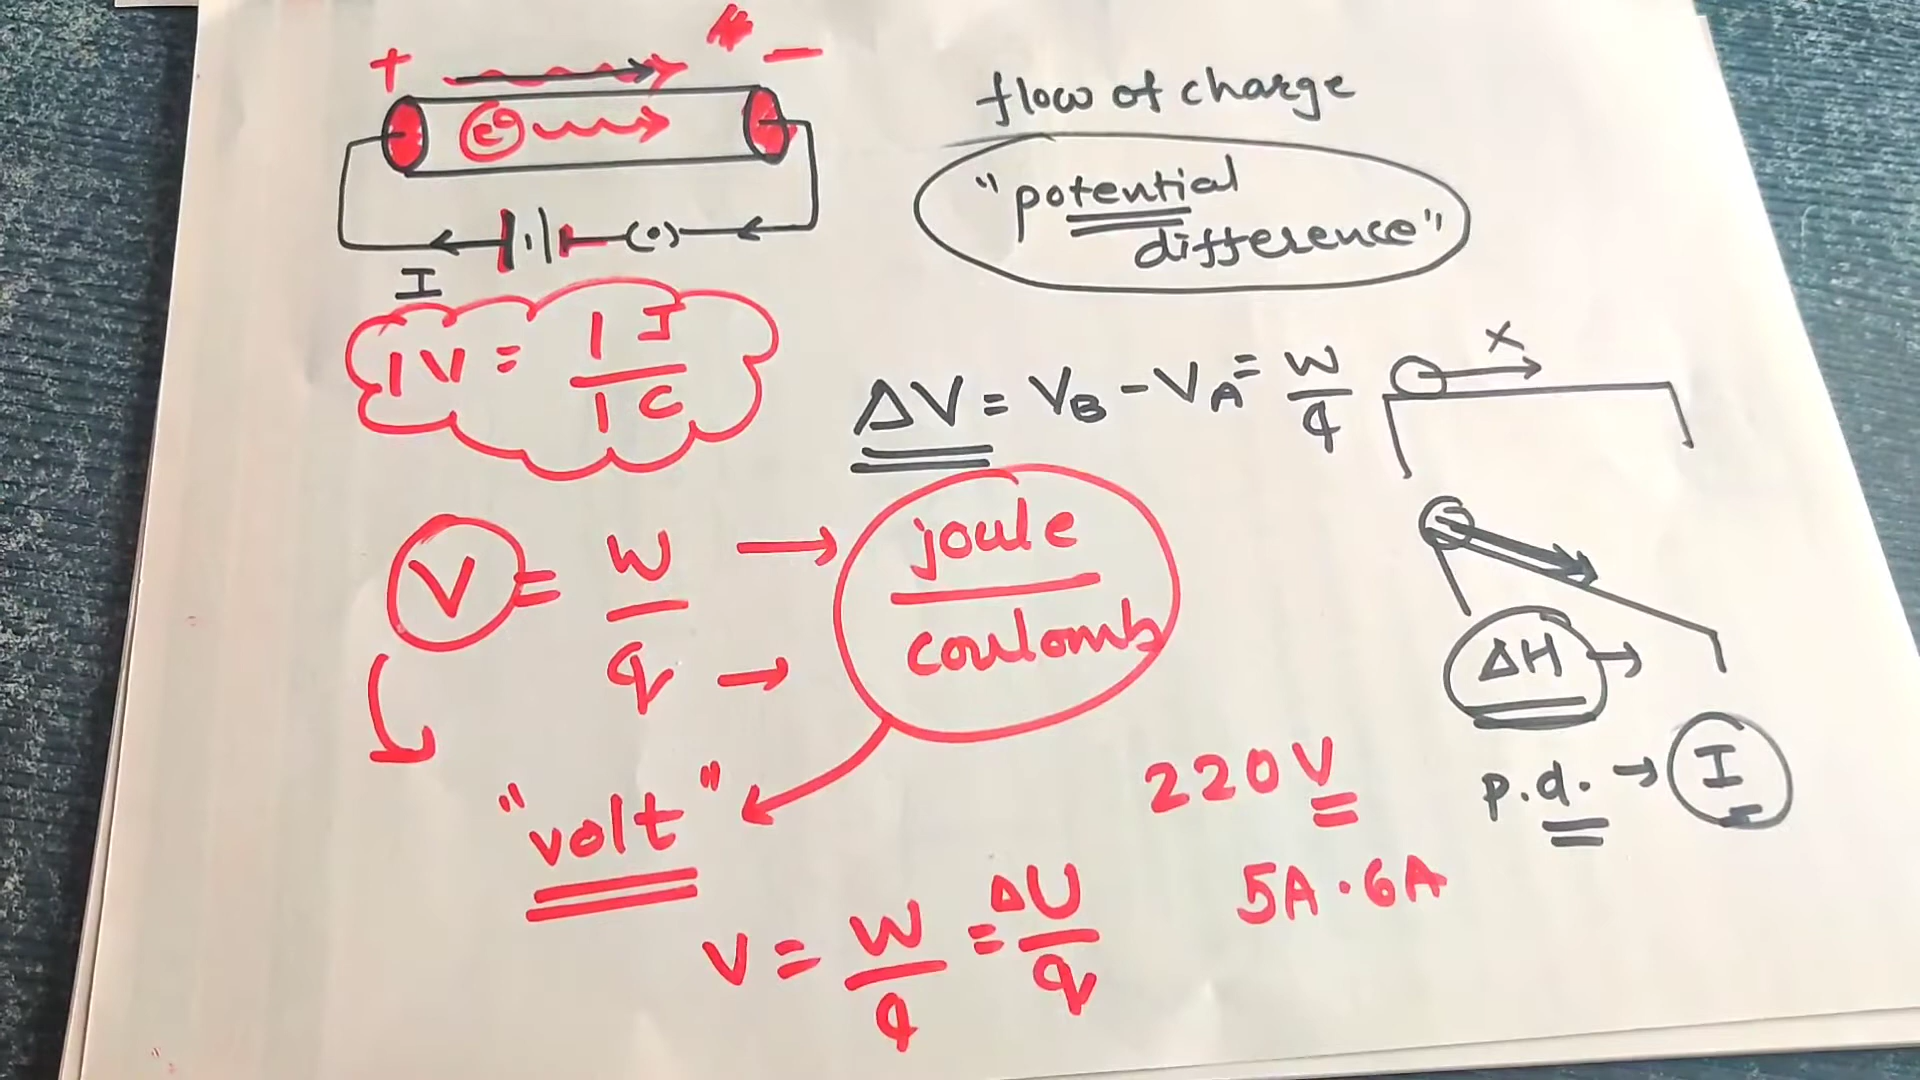 + −
e⊖
I
flow of charge
"potential
difference"
1V = 1J / 1C
ΔV = VB − VA = W / q
x
V = W / q → joule / coulomb
"volt"
ΔH →
220V
p.d. → I
5A · 6A
V = W / q = ΔU / q